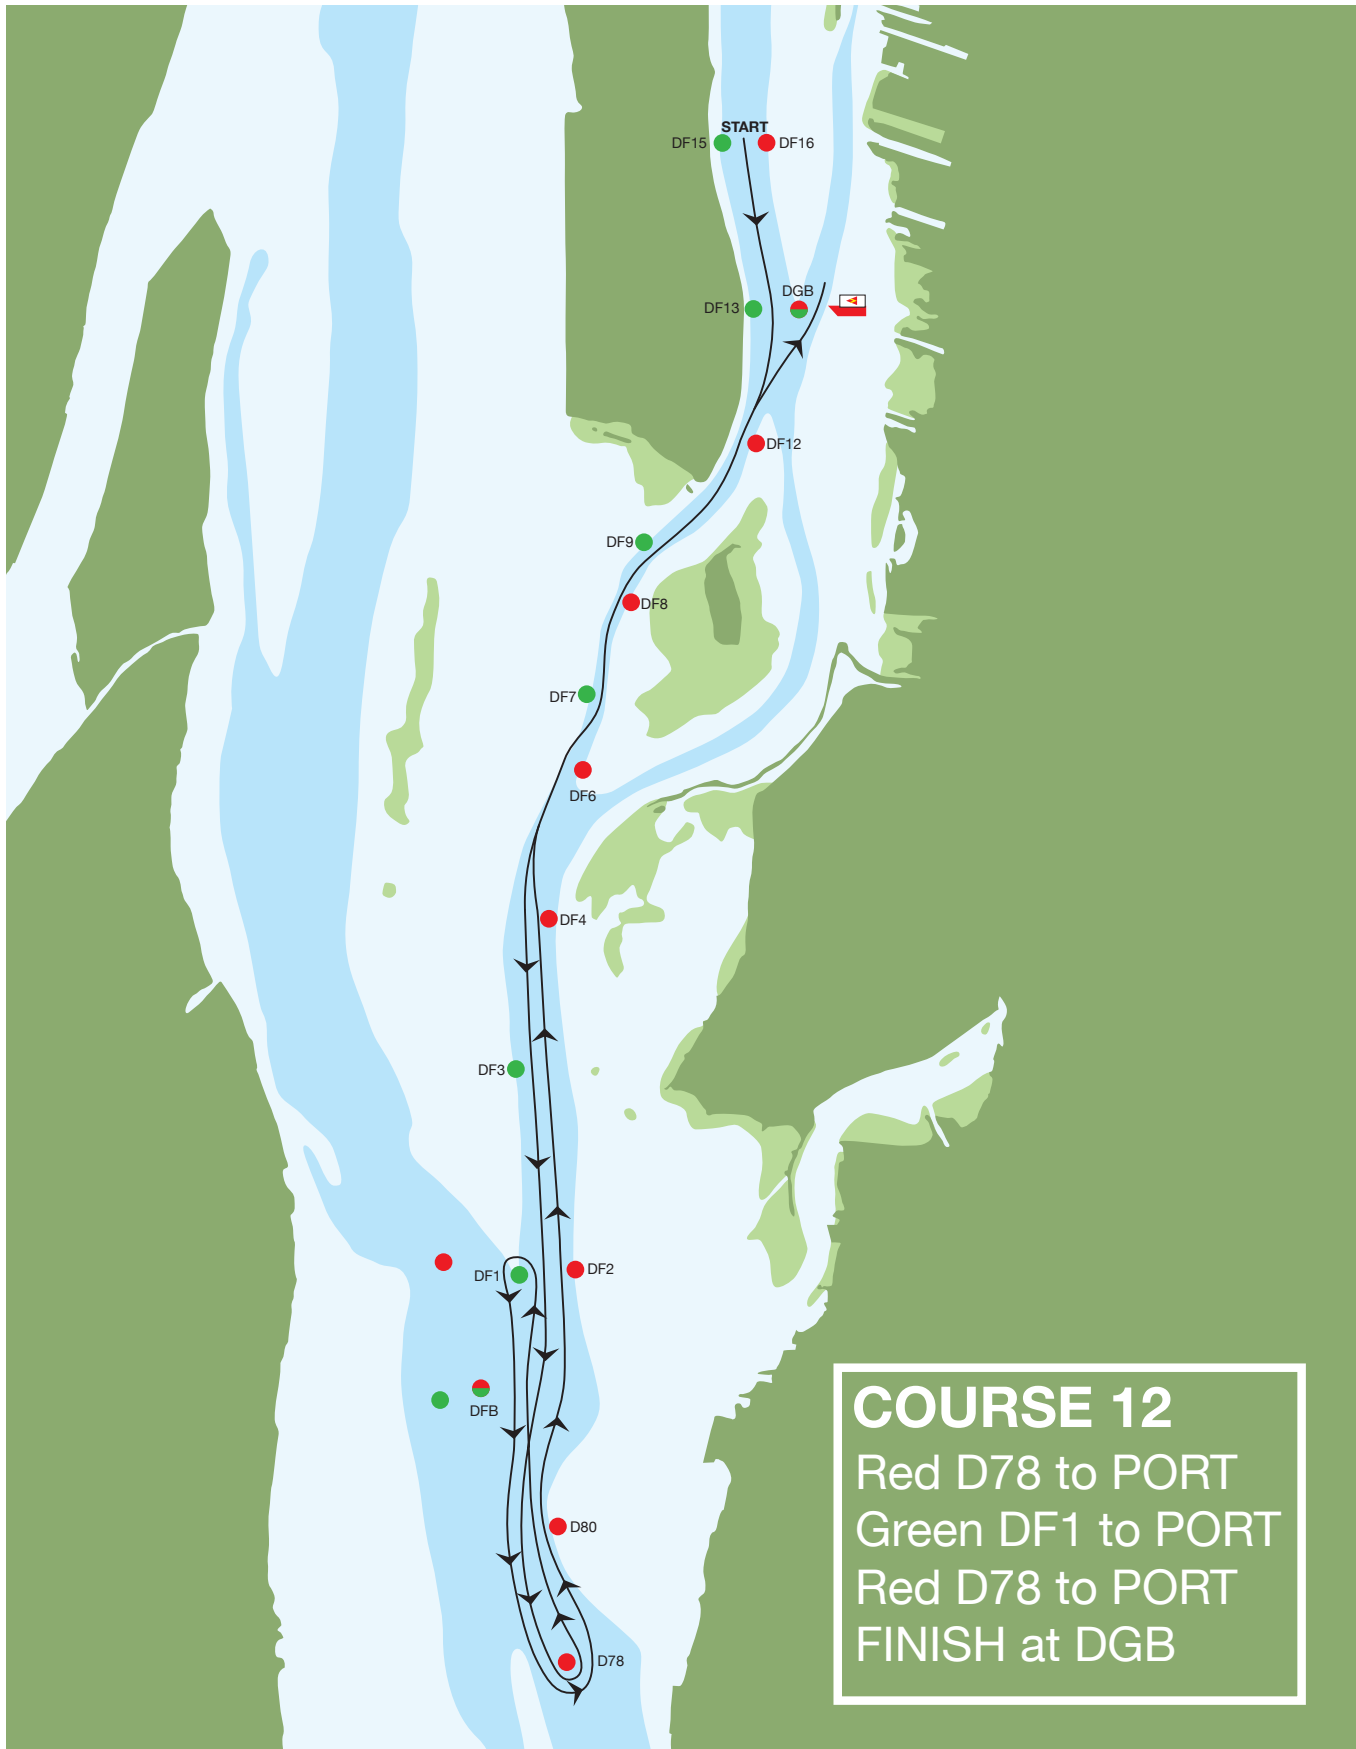 START
DF15
DF16
DGB
DF13
DF12
DF9
DF8
DF7
DF6
DF4
DF3
DF1
DF2
DFB
D80
D78
COURSE 12
Red D78 to PORT
Green DF1 to PORT
Red D78 to PORT
FINISH at DGB